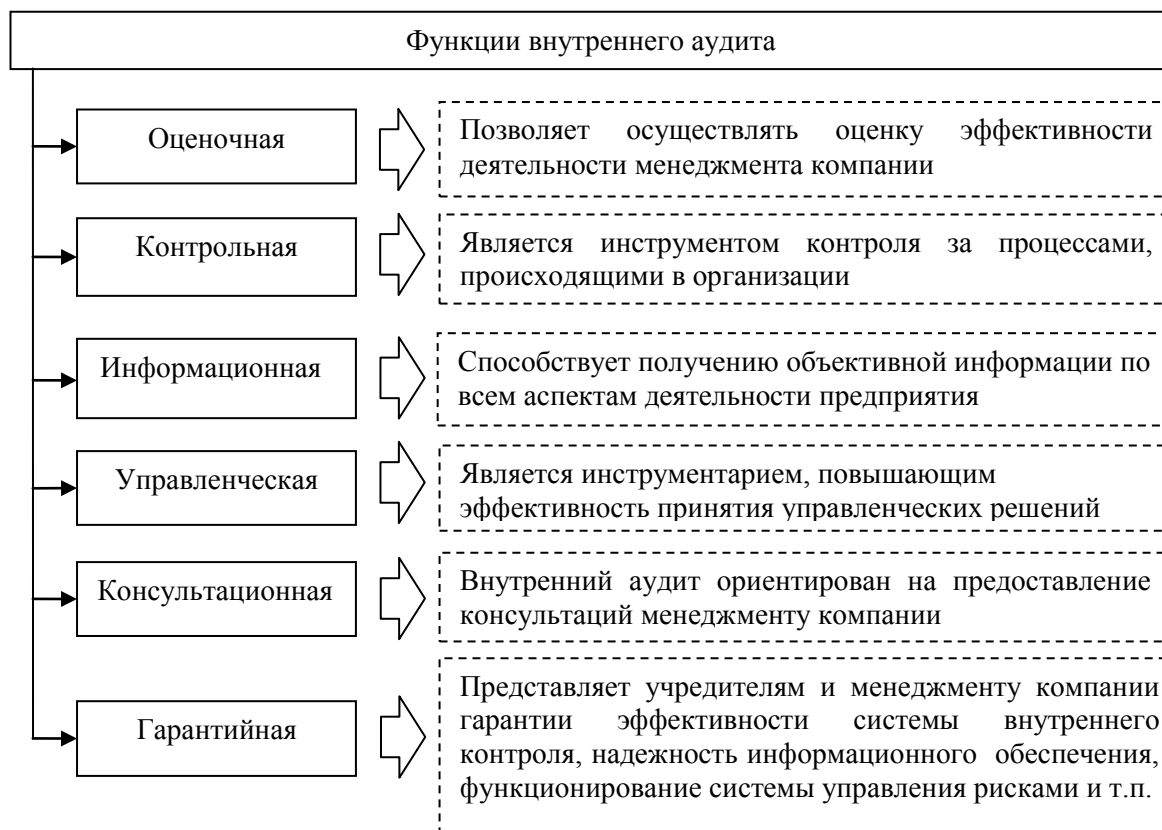 Функции внутреннего аудита
Оценочная
Позволяет осуществлять оценку эффективности
деятельности менеджмента компании
Контрольная
Является инструментом контроля за процессами,
происходящими в организации
Информационная
Способствует получению объективной информации по
всем аспектам деятельности предприятия
Управленческая
Является инструментарием, повышающим
эффективность принятия управленческих решений
Консультационная
Внутренний аудит ориентирован на предоставление
консультаций менеджменту компании
Гарантийная
Представляет учредителям и менеджменту компании
гарантии эффективности системы внутреннего
контроля, надежность информационного обеспечения,
функционирование системы управления рисками и т.п.